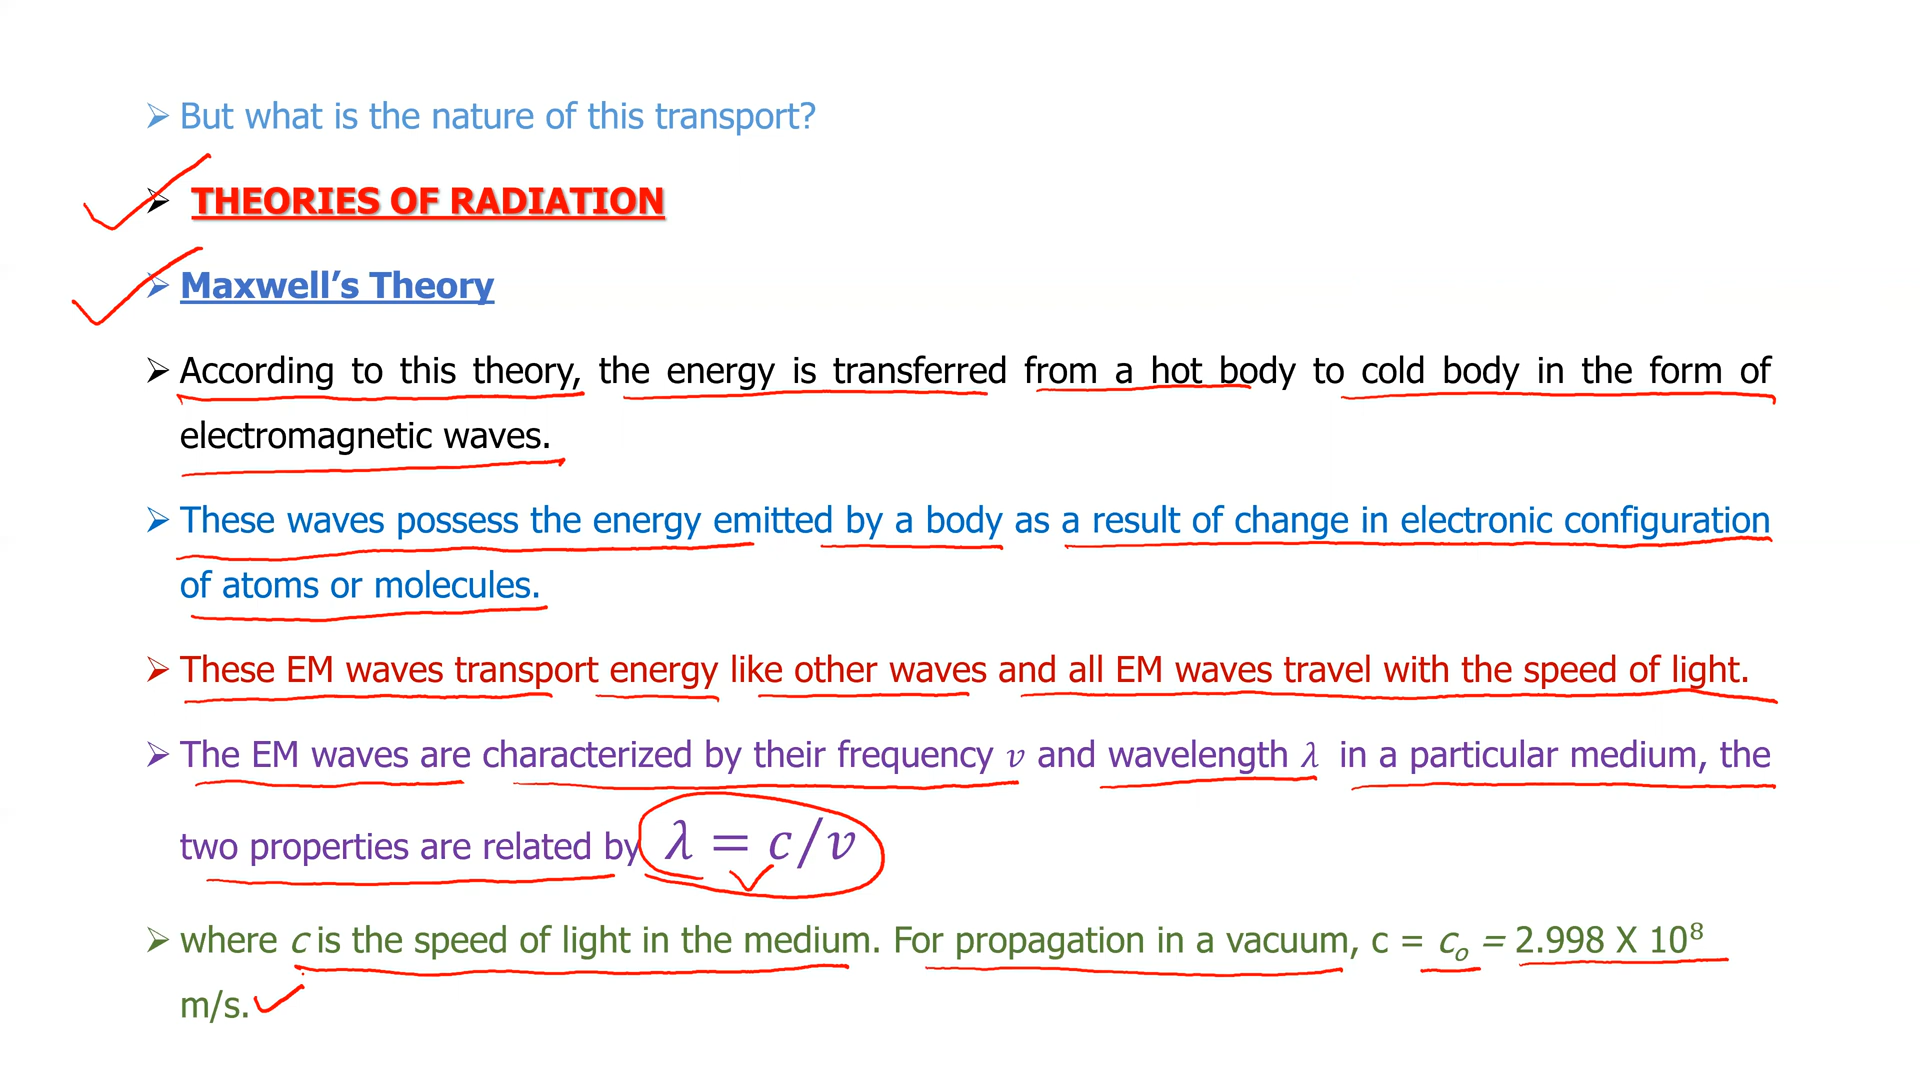 ➢ But what is the nature of this transport?
➢ THEORIES OF RADIATION
➢ Maxwell’s Theory
➢ According to this theory, the energy is transferred from a hot body to cold body in the form of
electromagnetic waves.
➢ These waves possess the energy emitted by a body as a result of change in electronic configuration
of atoms or molecules.
➢ These EM waves transport energy like other waves and all EM waves travel with the speed of light.
➢ The EM waves are characterized by their frequency 𝜈 and wavelength 𝜆 in a particular medium, the
two properties are related by 𝜆 = 𝑐/𝜈
➢ where c is the speed of light in the medium. For propagation in a vacuum, c = cₒ = 2.998 X 10⁸
m/s.